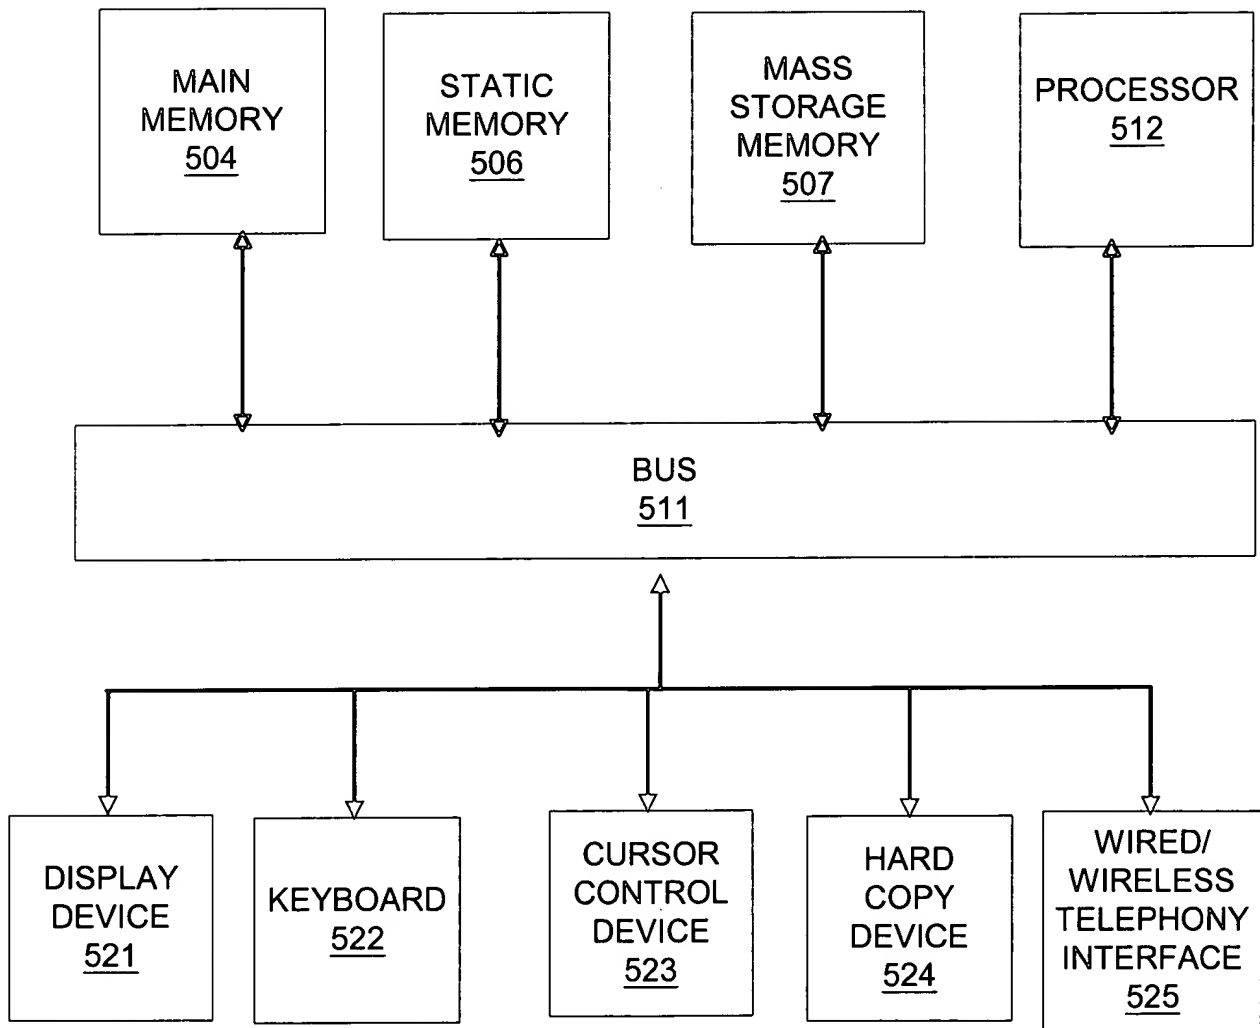 MAIN
MEMORY
504
STATIC
MEMORY
506
MASS
STORAGE
MEMORY
507
PROCESSOR
512
BUS
511
DISPLAY
DEVICE
521
KEYBOARD
522
CURSOR
CONTROL
DEVICE
523
HARD
COPY
DEVICE
524
WIRED/
WIRELESS
TELEPHONY
INTERFACE
525